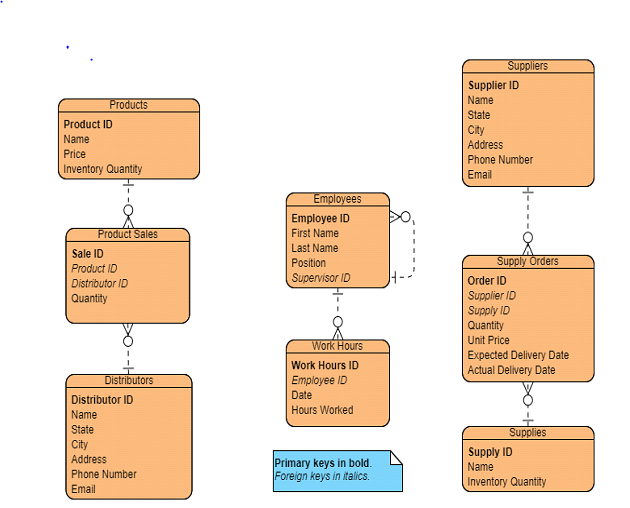 Products
Product ID
Name
Price
Inventory Quantity
Product Sales
Sale ID
Product ID
Distributor ID
Quantity
Distributors
Distributor ID
Name
State
City
Address
Phone Number
Email
Employees
Employee ID
First Name
Last Name
Position
Supervisor ID
Work Hours
Work Hours ID
Employee ID
Date
Hours Worked
Primary keys in bold.
Foreign keys in italics.
Suppliers
Supplier ID
Name
State
City
Address
Phone Number
Email
Supply Orders
Order ID
Supplier ID
Supply ID
Quantity
Unit Price
Expected Delivery Date
Actual Delivery Date
Supplies
Supply ID
Name
Inventory Quantity